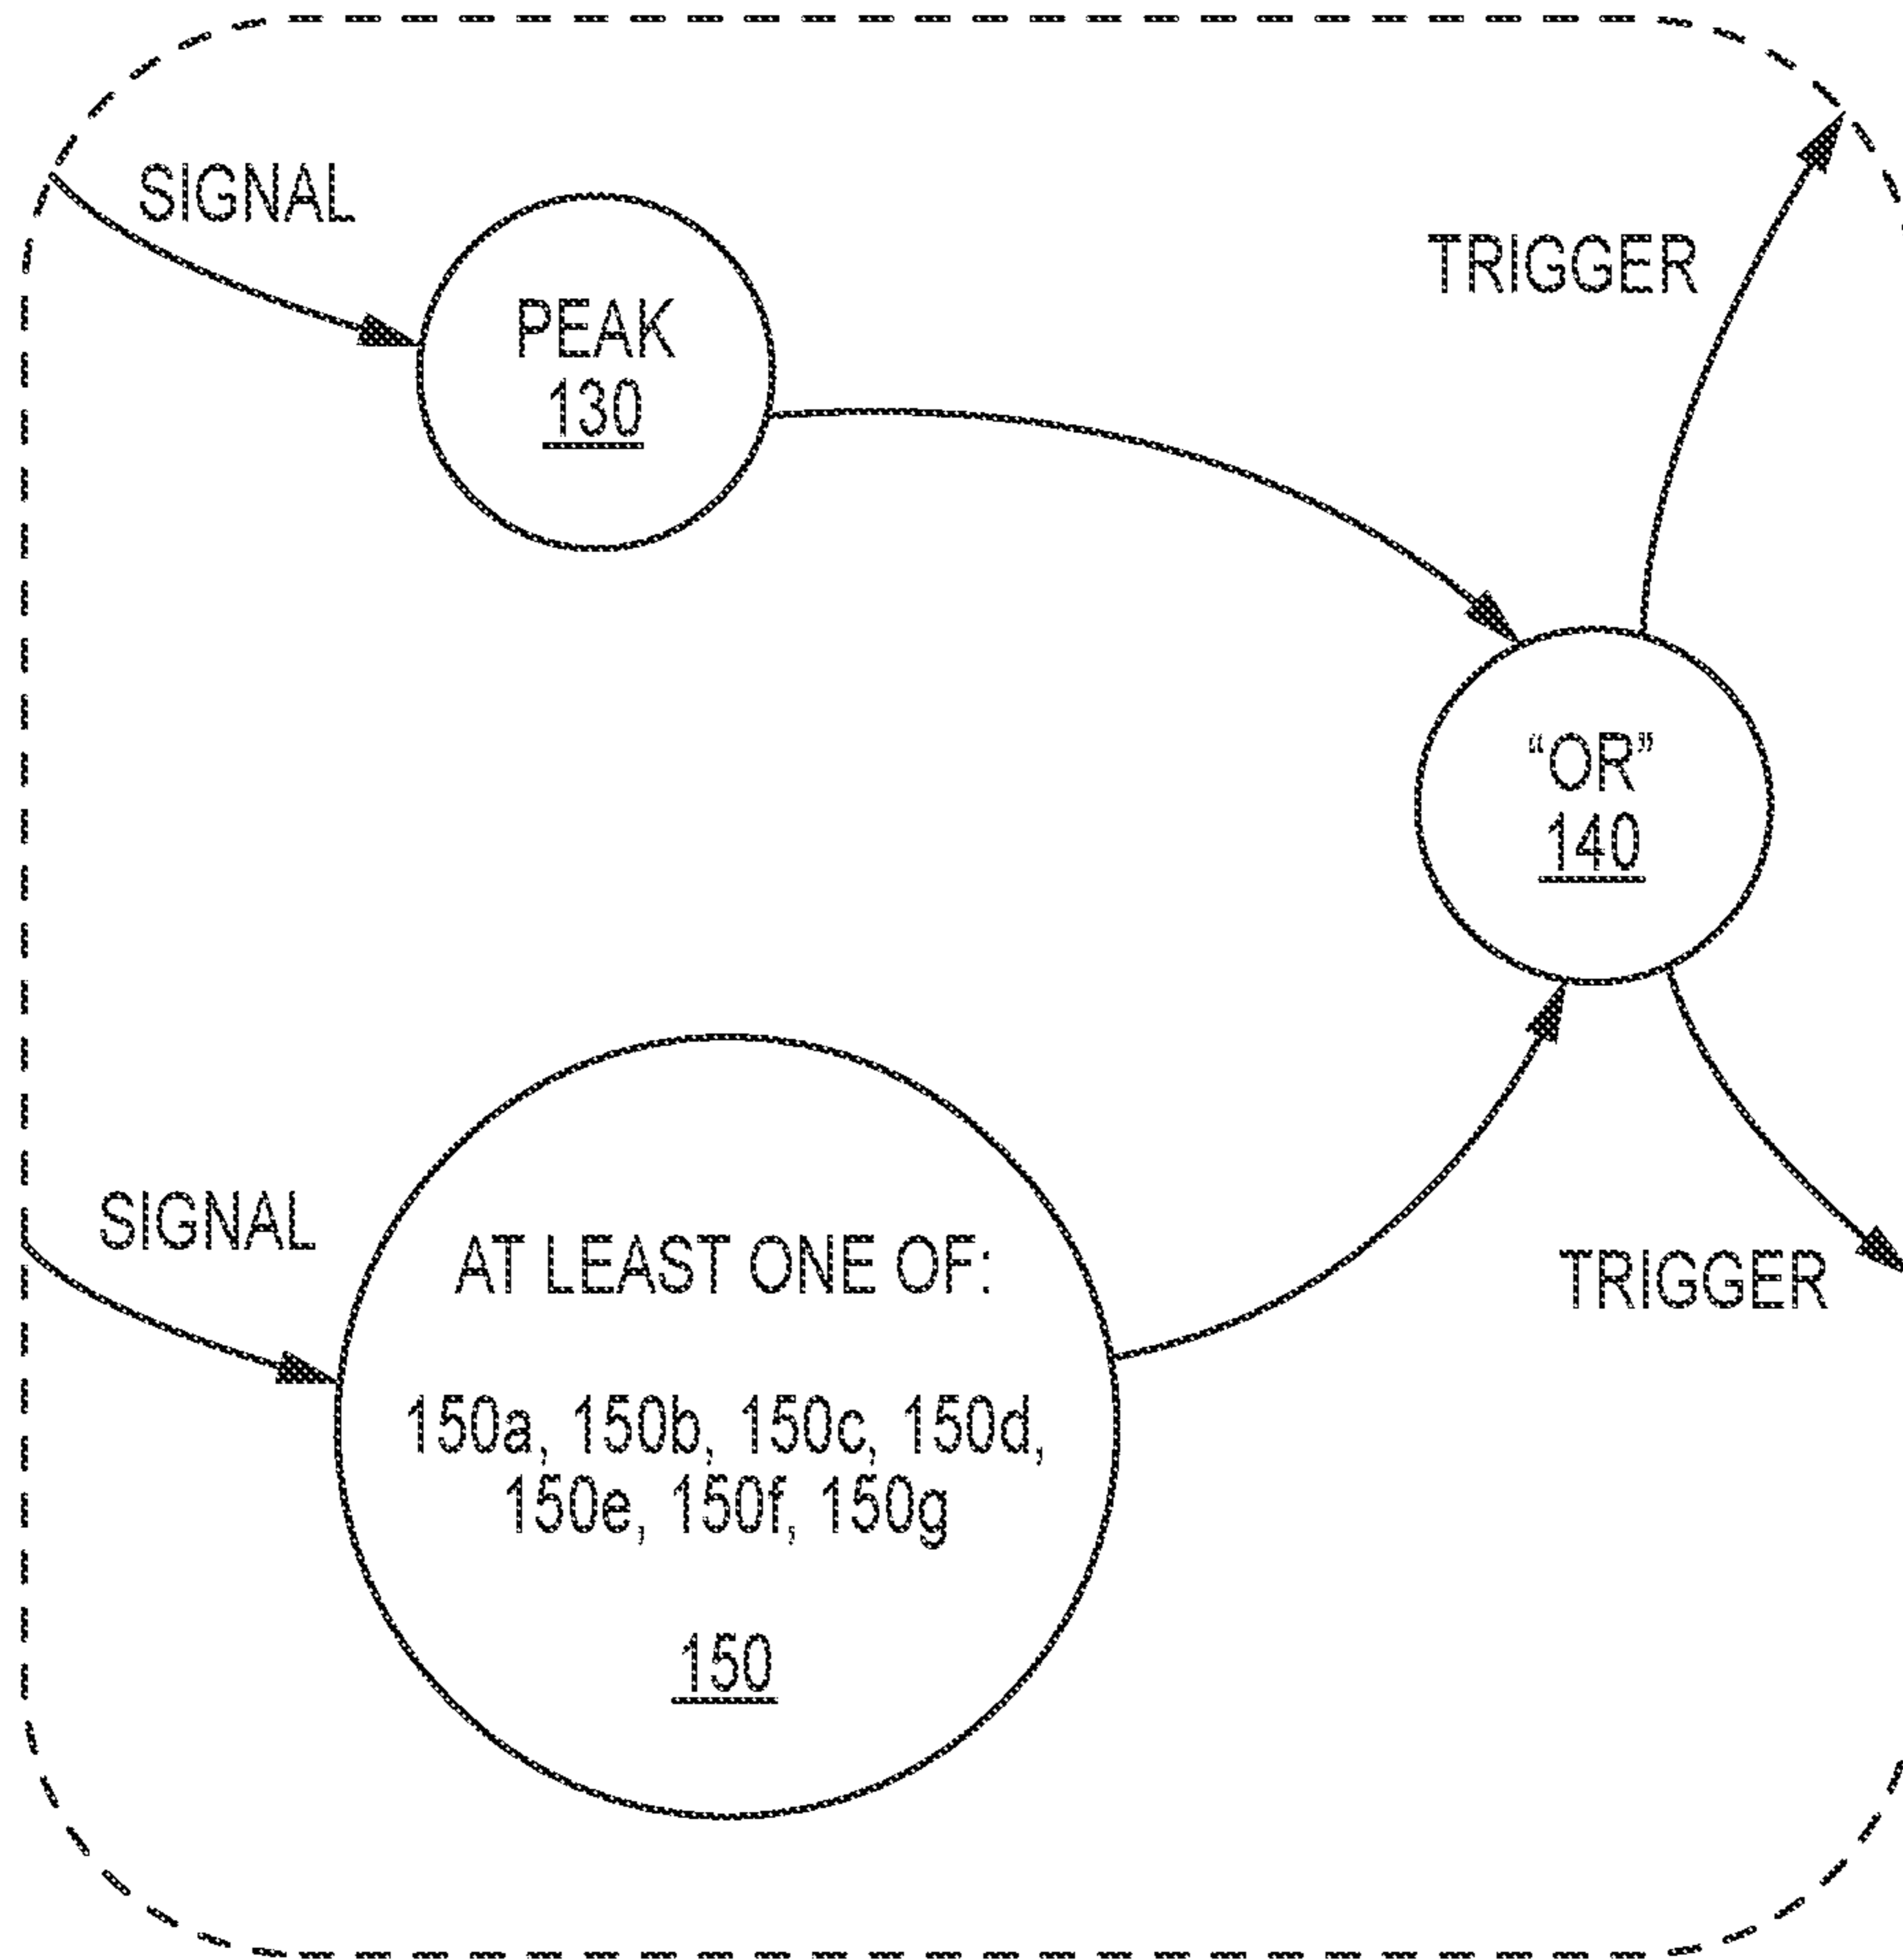 SIGNAL
PEAK
130
TRIGGER
“OR”
140
SIGNAL
AT LEAST ONE OF:
150a, 150b, 150c, 150d,
150e, 150f, 150g
150
TRIGGER